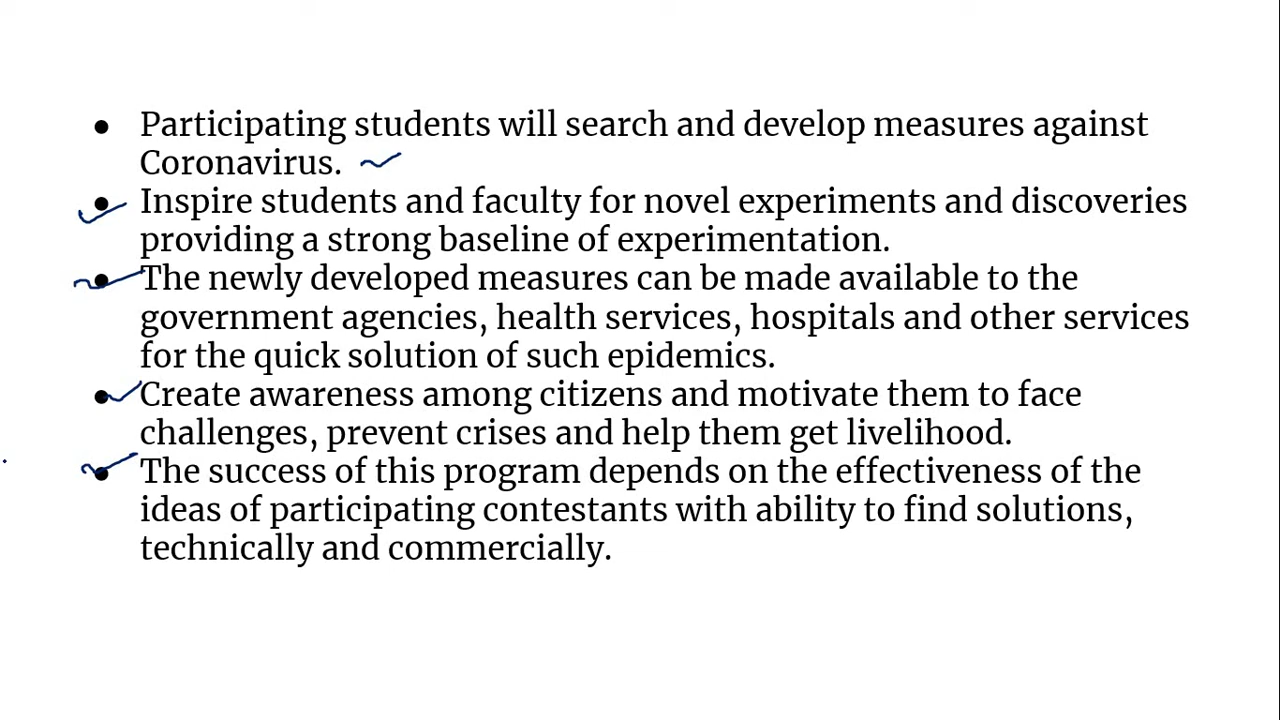 ● Participating students will search and develop measures against
Coronavirus.
● Inspire students and faculty for novel experiments and discoveries
providing a strong baseline of experimentation.
● The newly developed measures can be made available to the
government agencies, health services, hospitals and other services
for the quick solution of such epidemics.
● Create awareness among citizens and motivate them to face
challenges, prevent crises and help them get livelihood.
● The success of this program depends on the effectiveness of the
ideas of participating contestants with ability to find solutions,
technically and commercially.